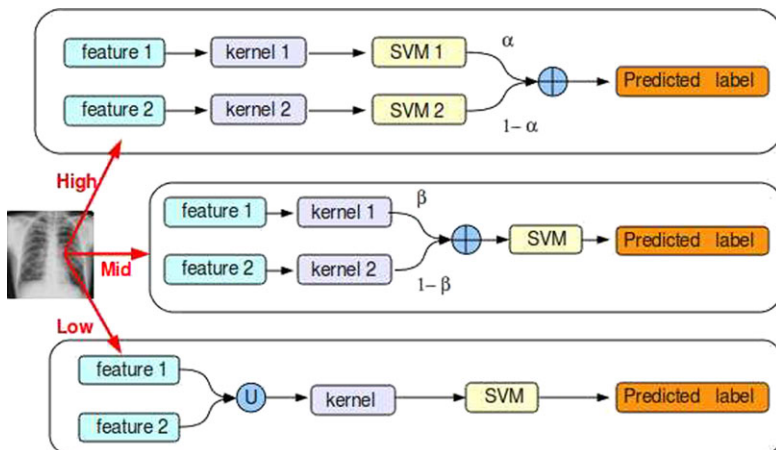 feature 1 kernel 1 SVM 1 α
Predicted label
feature 2 kernel 2 SVM 2 1– α
High
feature 1 kernel 1 β
SVM Predicted label
feature 2 kernel 2 1– β
Mid
Low
feature 1
U kernel SVM Predicted label
feature 2